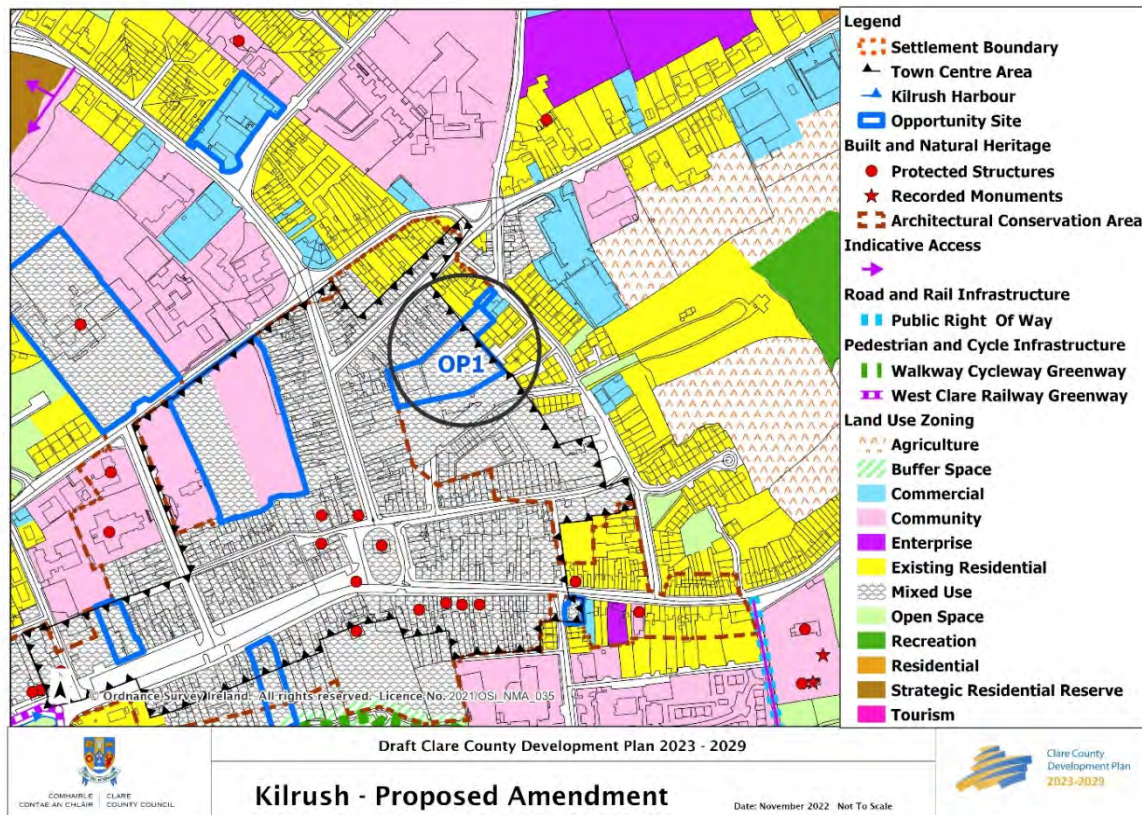 OP1
© Ordnance Survey Ireland. All rights reserved. Licence No. 2021/OSi_NMA_035
Legend
Settlement Boundary
Town Centre Area
Kilrush Harbour
Opportunity Site
Built and Natural Heritage
Protected Structures
Recorded Monuments
Architectural Conservation Area
Indicative Access
Road and Rail Infrastructure
Public Right Of Way
Pedestrian and Cycle Infrastructure
Walkway Cycleway Greenway
West Clare Railway Greenway
Land Use Zoning
Agriculture
Buffer Space
Commercial
Community
Enterprise
Existing Residential
Mixed Use
Open Space
Recreation
Residential
Strategic Residential Reserve
Tourism
COMHAIRLE
CONTAE AN CHLÁIR
CLARE
COUNTY COUNCIL
Draft Clare County Development Plan 2023 - 2029
Kilrush - Proposed Amendment
Date: November 2022 Not To Scale
Clare County
Development Plan
2023-2029